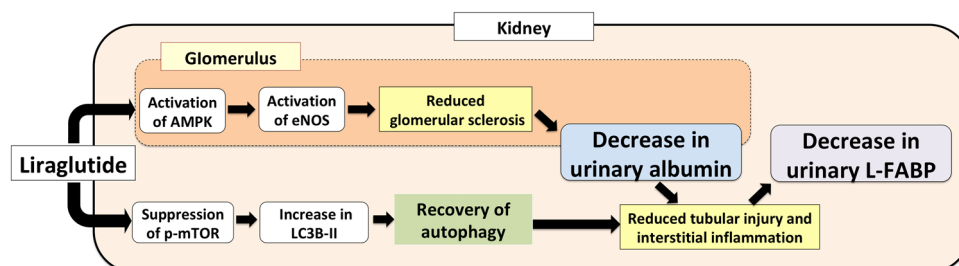 Kidney
Glomerulus
Activation
of AMPK
Activation
of eNOS
Reduced
glomerular sclerosis
Decrease in
urinary albumin
Decrease in
urinary L-FABP
Liraglutide
Suppression
of p-mTOR
Increase in
LC3B-II
Recovery of
autophagy
Reduced tubular injury and
interstitial inflammation